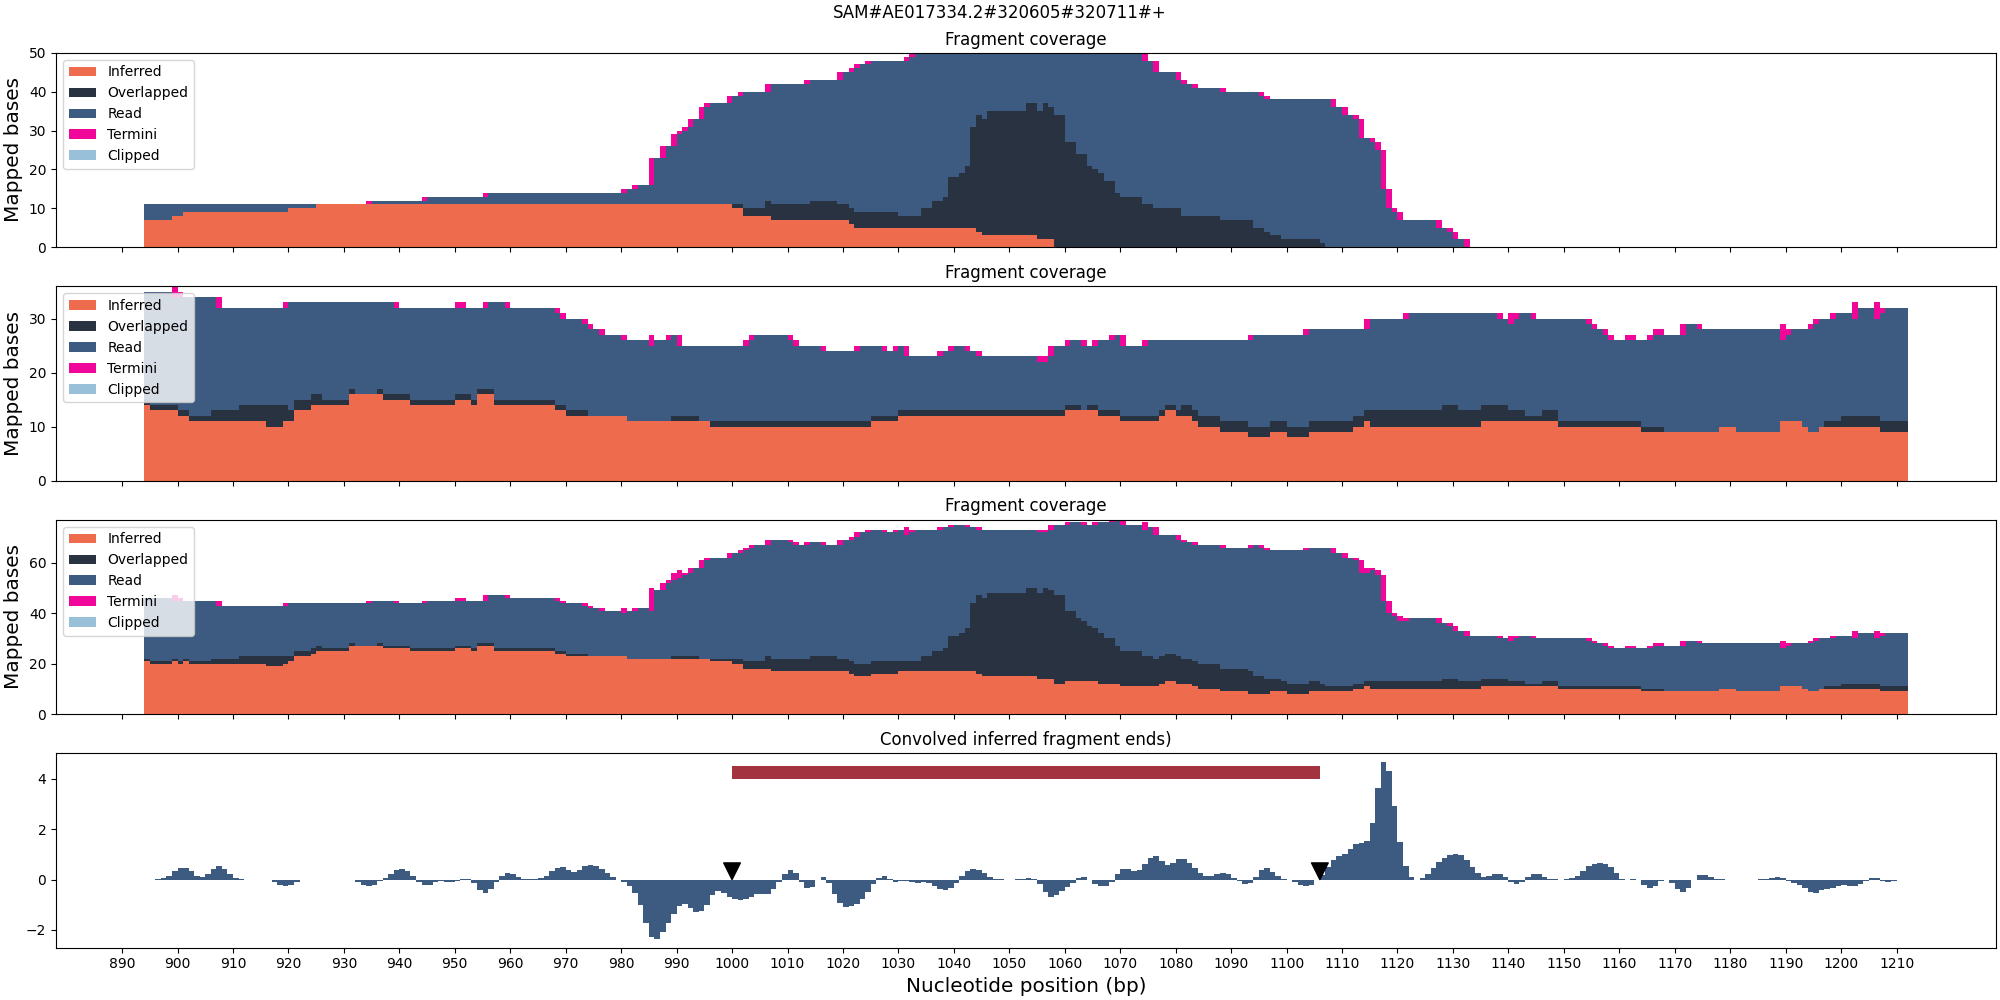 SAM#AE017334.2#320605#320711#+
Fragment coverage
Mapped bases
50
40
30
20
10
0
Inferred
Overlapped
Read
Termini
Clipped
Fragment coverage
Mapped bases
30
20
10
0
Inferred
Overlapped
Read
Termini
Clipped
Fragment coverage
Mapped bases
60
40
20
0
Inferred
Overlapped
Read
Termini
Clipped
Convolved inferred fragment ends)
4
2
0
−2
890 900 910 920 930 940 950 960 970 980 990 1000 1010 1020 1030 1040 1050 1060 1070 1080 1090 1100 1110 1120 1130 1140 1150 1160 1170 1180 1190 1200 1210
Nucleotide position (bp)